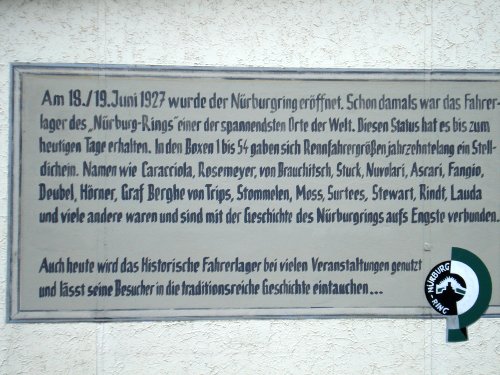 Am 18./19. Juni 1927 wurde der Nürburgring eröffnet. Schon damals war das Fahrer-
lager des „Nürburg-Rings" einer der spannendsten Orte der Welt. Diesen Status hat es bis zum
heutigen Tage erhalten. In den Boxen 1 bis 54 gaben sich Rennfahrergrößen jahrzehntelang ein Stell-
dichein. Namen wie Caracciola, Rosemeyer, von Brauchitsch, Stuck, Nuvolari, Ascari, Fangio,
Deubel, Hörner, Graf Berghe von Trips, Stommelen, Moss, Surtees, Stewart, Rindt, Lauda
und viele andere waren und sind mit der Geschichte des Nürburgrings aufs Engste verbunden...
Auch heute wird das Historische Fahrerlager bei vielen Veranstaltungen genutzt
und lässt seine Besucher in die traditionsreiche Geschichte eintauchen...
NÜRBURG
-RING